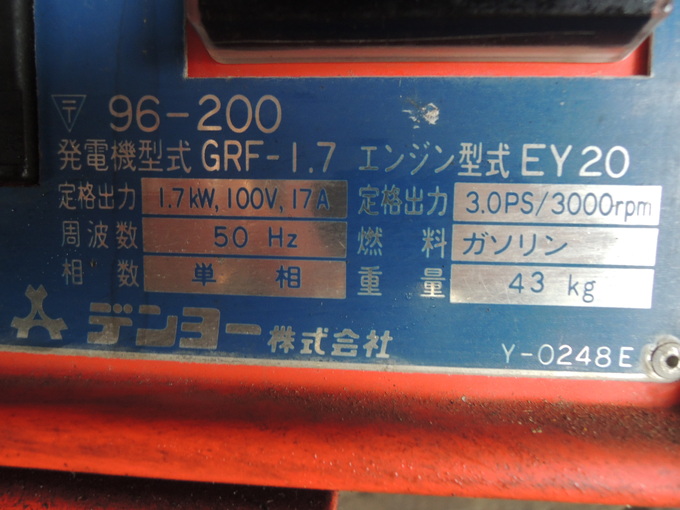 〒 96-200
発電機型式 GRF-1.7 エンジン型式 EY20
定格出力 1.7kW, 100V, 17A 定格出力 3.0PS/3000rpm
周波数 50 Hz 燃料 ガソリン
相数 単相 重量 43 kg
デンヨー株式会社 Y-0248E